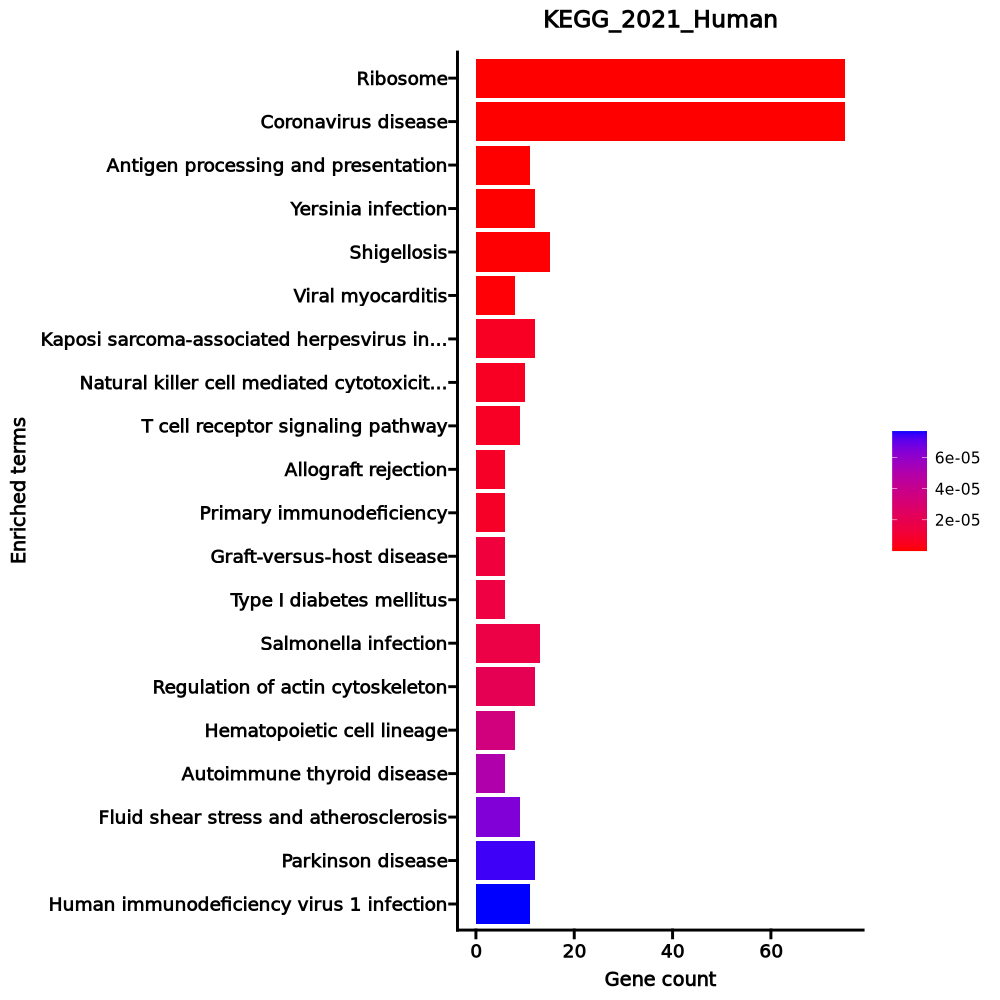 KEGG_2021_Human
Ribosome
Coronavirus disease
Antigen processing and presentation
Yersinia infection
Shigellosis
Viral myocarditis
Kaposi sarcoma-associated herpesvirus in...
Natural killer cell mediated cytotoxicit...
T cell receptor signaling pathway
Allograft rejection
Primary immunodeficiency
Graft-versus-host disease
Type I diabetes mellitus
Salmonella infection
Regulation of actin cytoskeleton
Hematopoietic cell lineage
Autoimmune thyroid disease
Fluid shear stress and atherosclerosis
Parkinson disease
Human immunodeficiency virus 1 infection
Enriched terms
0 20 40 60
Gene count
6e-05
4e-05
2e-05